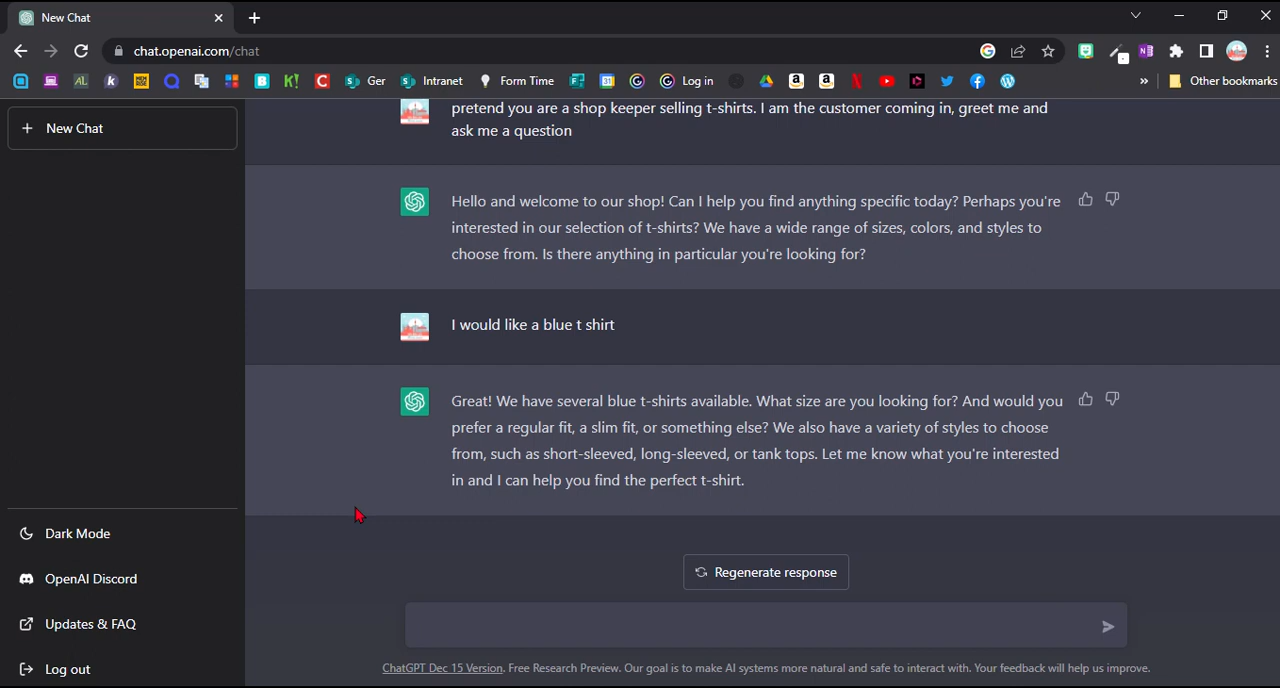 New Chat
chat.openai.com/chat
Ger
Intranet
Form Time
31
Log in
Other bookmarks
New Chat
pretend you are a shop keeper selling t-shirts. I am the customer coming in, greet me and
ask me a question
Hello and welcome to our shop! Can I help you find anything specific today? Perhaps you're
interested in our selection of t-shirts? We have a wide range of sizes, colors, and styles to
choose from. Is there anything in particular you're looking for?
I would like a blue t shirt
Great! We have several blue t-shirts available. What size are you looking for? And would you
prefer a regular fit, a slim fit, or something else? We also have a variety of styles to choose
from, such as short-sleeved, long-sleeved, or tank tops. Let me know what you're interested
in and I can help you find the perfect t-shirt.
Dark Mode
OpenAI Discord
Updates & FAQ
Log out
Regenerate response
ChatGPT Dec 15 Version. Free Research Preview. Our goal is to make AI systems more natural and safe to interact with. Your feedback will help us improve.